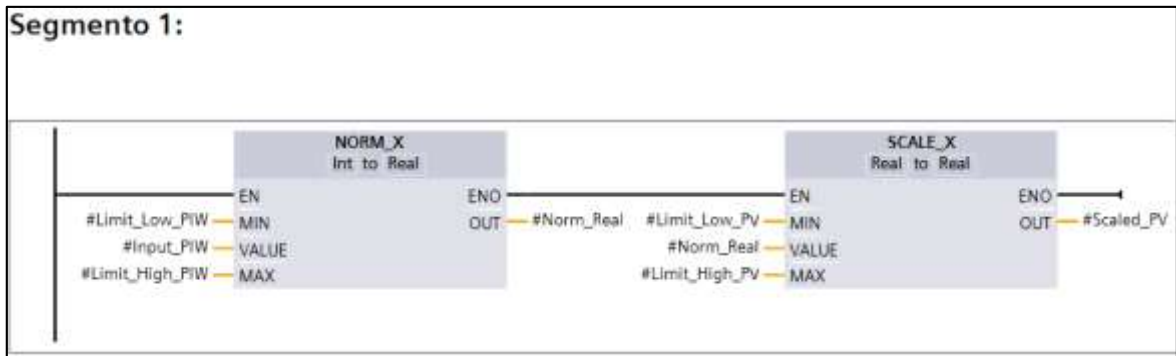 Segmento 1:
NORM_X
Int to Real
SCALE_X
Real to Real
EN ENO EN ENO
#Limit_Low_PIW MIN OUT #Norm_Real #Limit_Low_PV MIN OUT #Scaled_PV
#Input_PIW VALUE #Norm_Real VALUE
#Limit_High_PIW MAX #Limit_High_PV MAX